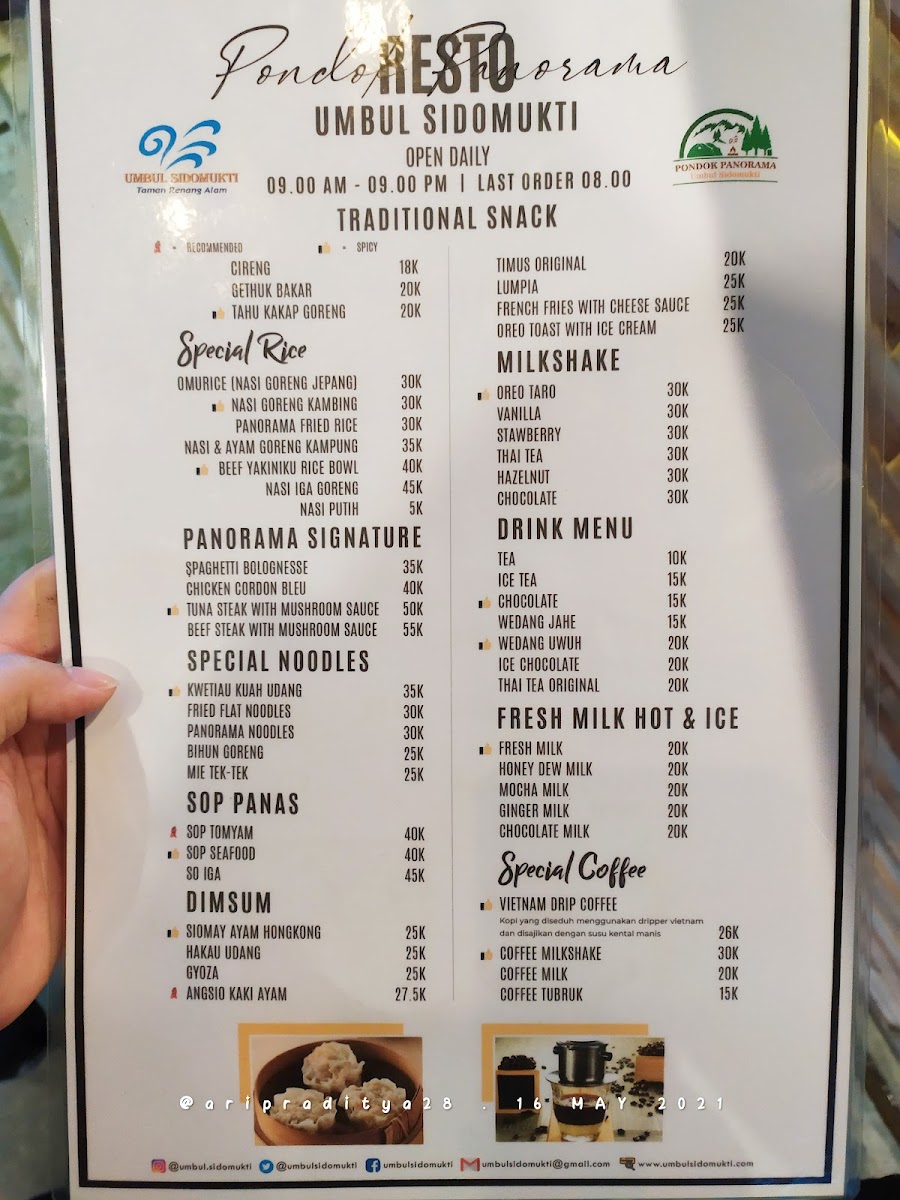 Pondok Panorama
RESTO
UMBUL SIDOMUKTI
OPEN DAILY
09.00 AM - 09.00 PM | LAST ORDER 08.00
UMBUL SIDOMUKTI
Taman Renang Alam
PONDOK PANORAMA
Umbul Sidomukti
TRADITIONAL SNACK
= RECOMMENDED = SPICY
CIRENG 18K
GETHUK BAKAR 20K
TAHU KAKAP GORENG 20K
Special Rice
OMURICE (NASI GORENG JEPANG) 30K
NASI GORENG KAMBING 30K
PANORAMA FRIED RICE 30K
NASI & AYAM GORENG KAMPUNG 35K
BEEF YAKINIKU RICE BOWL 40K
NASI IGA GORENG 45K
NASI PUTIH 5K
PANORAMA SIGNATURE
SPAGHETTI BOLOGNESSE 35K
CHICKEN CORDON BLEU 40K
TUNA STEAK WITH MUSHROOM SAUCE 50K
BEEF STEAK WITH MUSHROOM SAUCE 55K
SPECIAL NOODLES
KWETIAU KUAH UDANG 35K
FRIED FLAT NOODLES 30K
PANORAMA NOODLES 30K
BIHUN GORENG 25K
MIE TEK-TEK 25K
SOP PANAS
SOP TOMYAM 40K
SOP SEAFOOD 40K
SO IGA 45K
DIMSUM
SIOMAY AYAM HONGKONG 25K
HAKAU UDANG 25K
GYOZA 25K
ANGSIO KAKI AYAM 27.5K
TIMUS ORIGINAL 20K
LUMPIA 25K
FRENCH FRIES WITH CHEESE SAUCE 25K
OREO TOAST WITH ICE CREAM 25K
MILKSHAKE
OREO TARO 30K
VANILLA 30K
STAWBERRY 30K
THAI TEA 30K
HAZELNUT 30K
CHOCOLATE 30K
DRINK MENU
TEA 10K
ICE TEA 15K
CHOCOLATE 15K
WEDANG JAHE 15K
WEDANG UWUH 20K
ICE CHOCOLATE 20K
THAI TEA ORIGINAL 20K
FRESH MILK HOT & ICE
FRESH MILK 20K
HONEY DEW MILK 20K
MOCHA MILK 20K
GINGER MILK 20K
CHOCOLATE MILK 20K
Special Coffee
VIETNAM DRIP COFFEE
Kopi yang diseduh menggunakan dripper vietnam
dan disajikan dengan susu kental manis 26K
COFFEE MILKSHAKE 30K
COFFEE MILK 20K
COFFEE TUBRUK 15K
@aripraditya28 . 16 MAY 2021
@umbul.sidomukti @umbulsidomukti umbulsidomukti umbulsidomukti@gmail.com www.umbulsidomukti.com